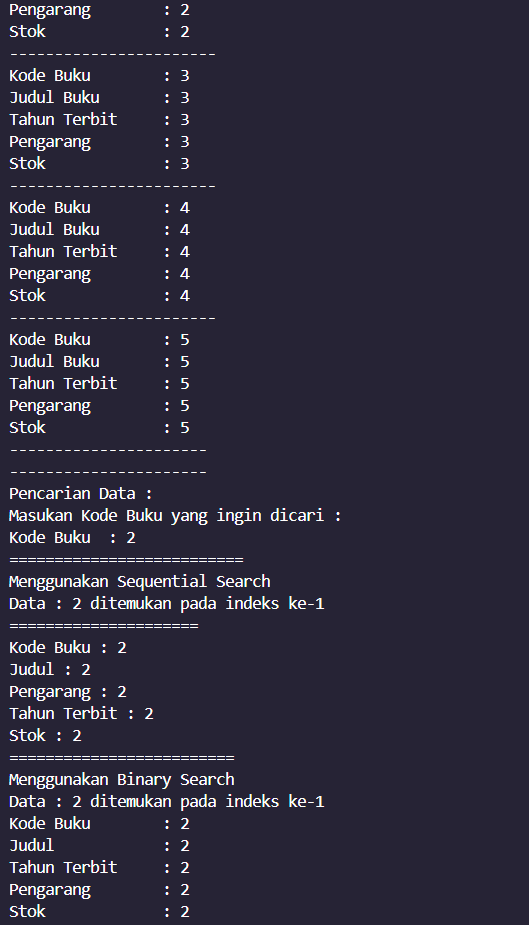 Pengarang        : 2
Stok             : 2
-----------------------
Kode Buku        : 3
Judul Buku       : 3
Tahun Terbit     : 3
Pengarang        : 3
Stok             : 3
-----------------------
Kode Buku        : 4
Judul Buku       : 4
Tahun Terbit     : 4
Pengarang        : 4
Stok             : 4
-----------------------
Kode Buku        : 5
Judul Buku       : 5
Tahun Terbit     : 5
Pengarang        : 5
Stok             : 5
----------------------
----------------------
Pencarian Data :
Masukan Kode Buku yang ingin dicari :
Kode Buku  : 2
==========================
Menggunakan Sequential Search
Data : 2 ditemukan pada indeks ke-1
=====================
Kode Buku : 2
Judul : 2
Pengarang : 2
Tahun Terbit : 2
Stok : 2
=========================
Menggunakan Binary Search
Data : 2 ditemukan pada indeks ke-1
Kode Buku        : 2
Judul            : 2
Tahun Terbit     : 2
Pengarang        : 2
Stok             : 2